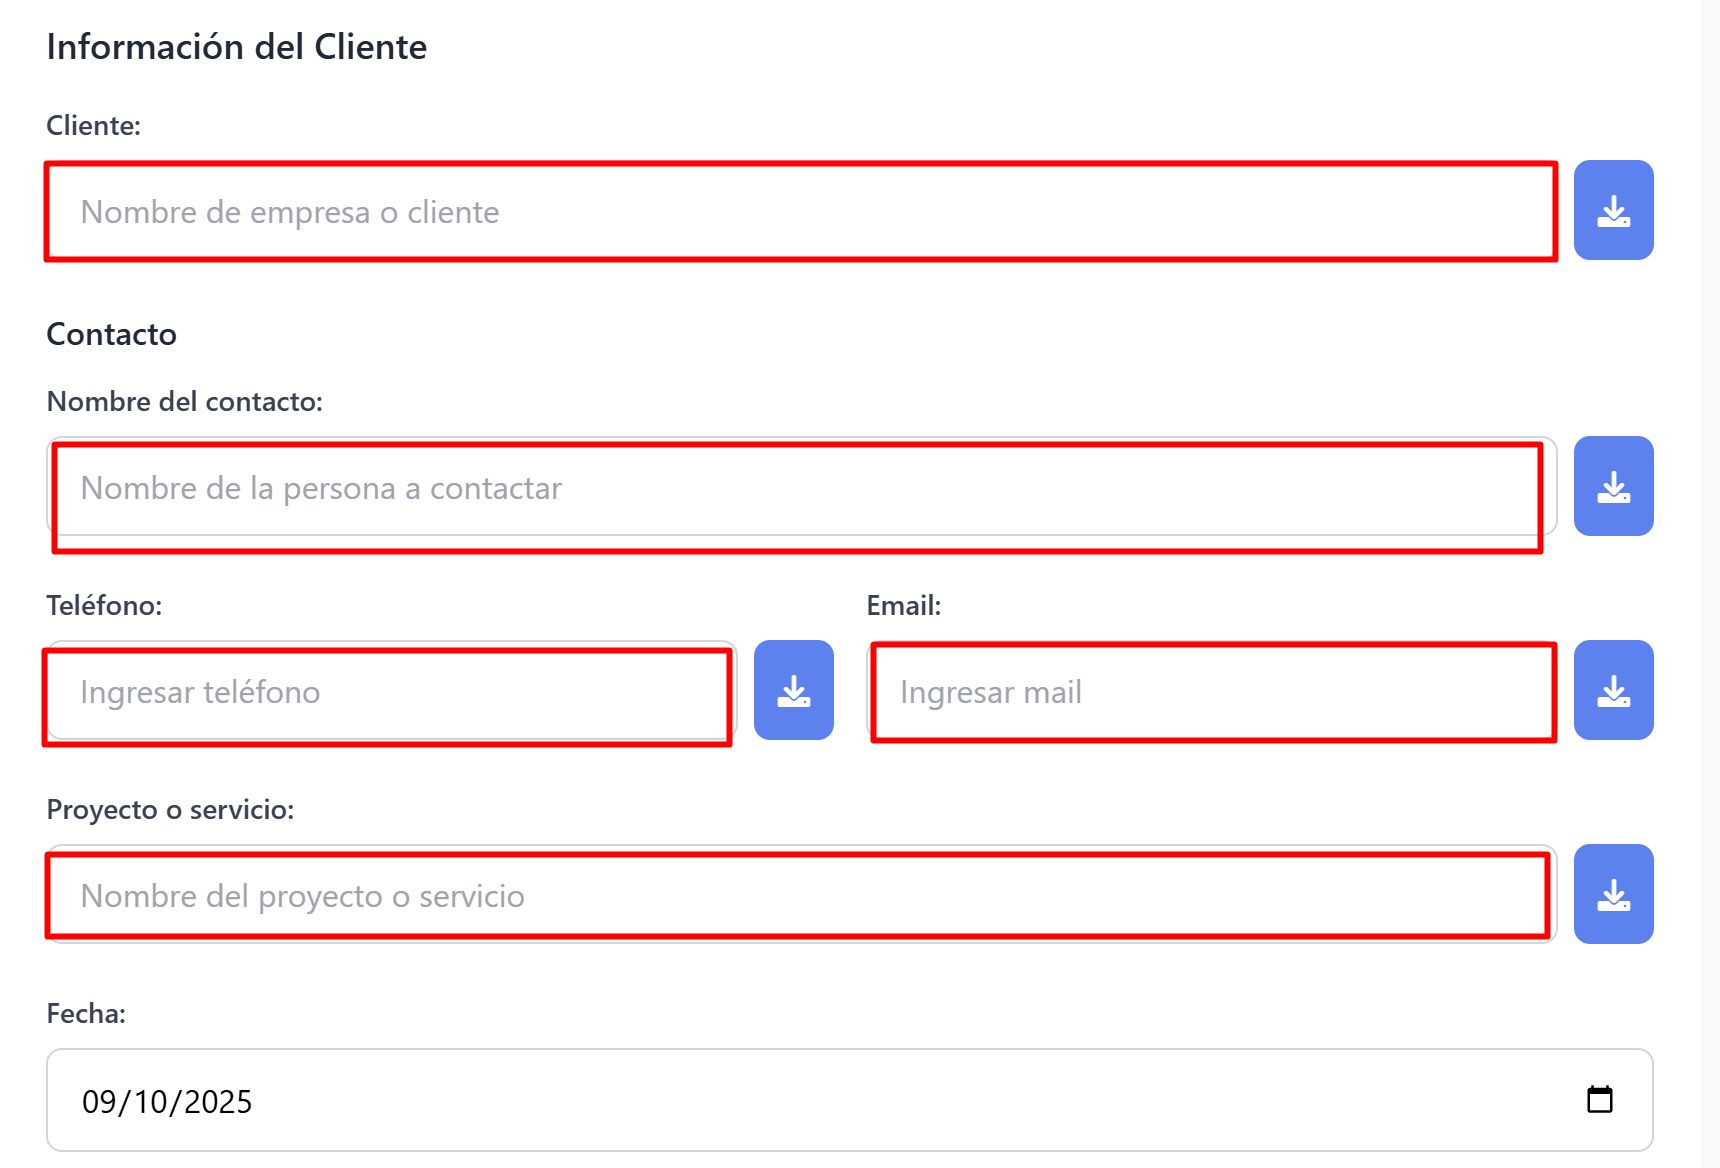 Información del Cliente
Cliente:
Nombre de empresa o cliente
Contacto
Nombre del contacto:
Nombre de la persona a contactar
Teléfono:
Email:
Ingresar teléfono
Ingresar mail
Proyecto o servicio:
Nombre del proyecto o servicio
Fecha:
09/10/2025